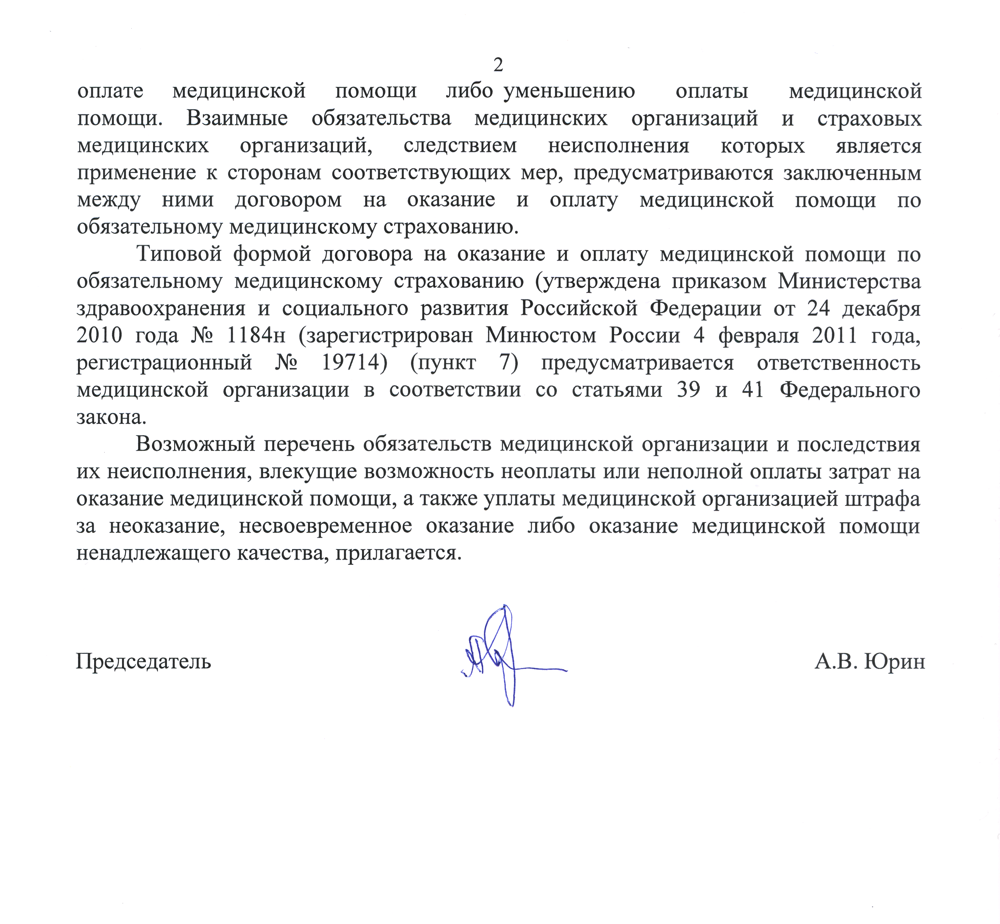 2
оплате медицинской помощи либо уменьшению оплаты медицинской
помощи. Взаимные обязательства медицинских организаций и страховых
медицинских организаций, следствием неисполнения которых является
применение к сторонам соответствующих мер, предусматриваются заключенным
между ними договором на оказание и оплату медицинской помощи по
обязательному медицинскому страхованию.
Типовой формой договора на оказание и оплату медицинской помощи по
обязательному медицинскому страхованию (утверждена приказом Министерства
здравоохранения и социального развития Российской Федерации от 24 декабря
2010 года № 1184н (зарегистрирован Минюстом России 4 февраля 2011 года,
регистрационный № 19714) (пункт 7) предусматривается ответственность
медицинской организации в соответствии со статьями 39 и 41 Федерального
закона.
Возможный перечень обязательств медицинской организации и последствия
их неисполнения, влекущие возможность неоплаты или неполной оплаты затрат на
оказание медицинской помощи, а также уплаты медицинской организацией штрафа
за неоказание, несвоевременное оказание либо оказание медицинской помощи
ненадлежащего качества, прилагается.
Председатель А.В. Юрин